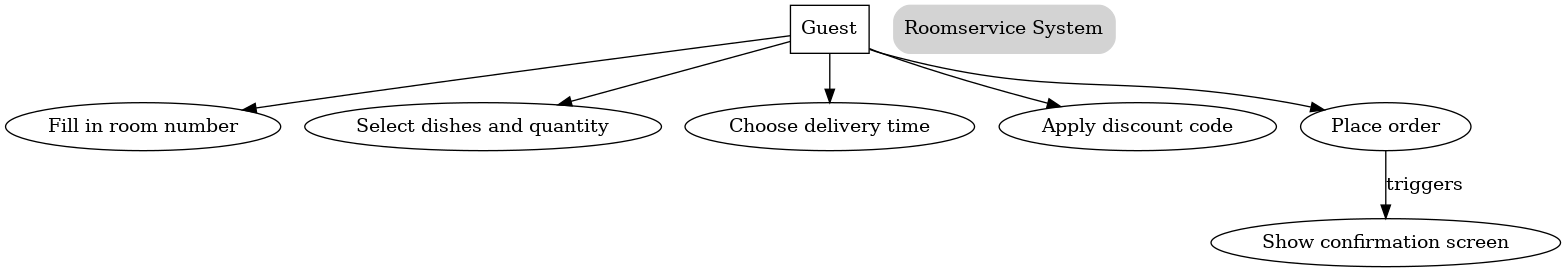 Guest
Roomservice System
Fill in room number
Select dishes and quantity
Choose delivery time
Apply discount code
Place order
triggers
Show confirmation screen